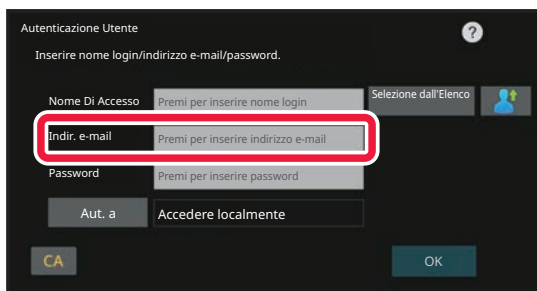 Autenticazione Utente
?
Inserire nome login/indirizzo e-mail/password.
Nome Di Accesso
Premi per inserire nome login
Selezione dall'Elenco
Indir. e-mail
Premi per inserire indirizzo e-mail
Password
Premi per inserire password
Aut. a
Accedere localmente
CA
OK